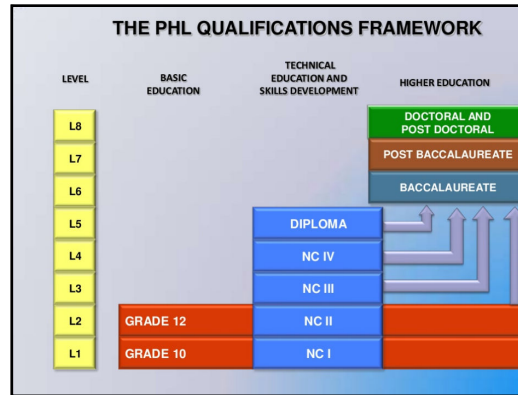 THE PHL QUALIFICATIONS FRAMEWORK
LEVEL
BASIC
EDUCATION
TECHNICAL
EDUCATION AND
SKILLS DEVELOPMENT
HIGHER EDUCATION
L8
DOCTORAL AND
POST DOCTORAL
L7
POST BACCALAUREATE
L6
BACCALAUREATE
L5
DIPLOMA
L4
NC IV
L3
NC III
L2
GRADE 12
NC II
L1
GRADE 10
NC I